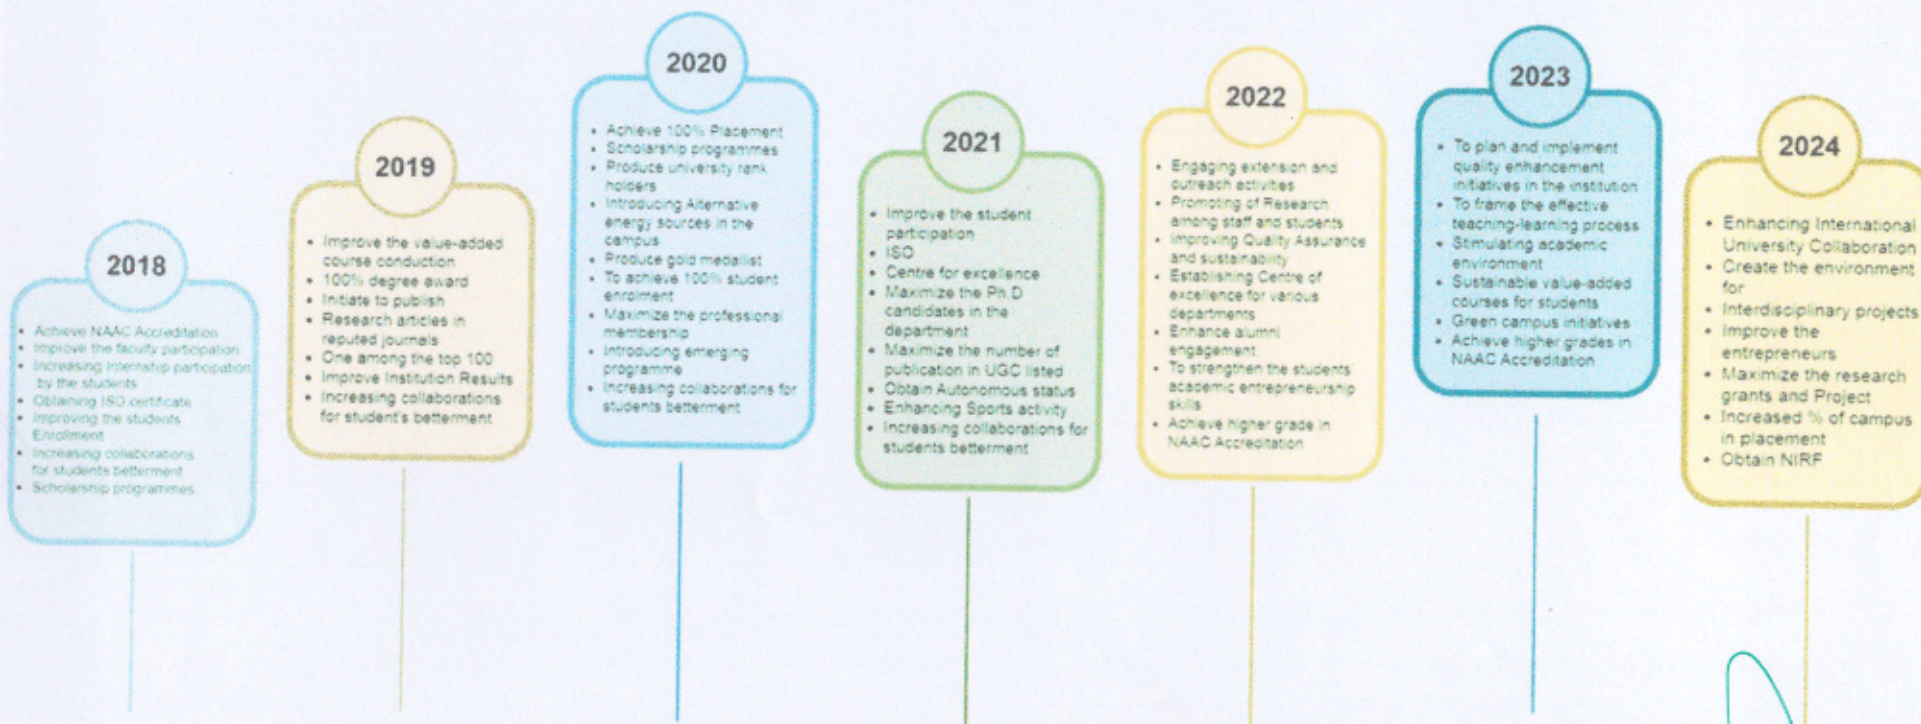 2018
• Achieve NAAC Accreditation
• Improve the faculty participation
• Increasing Internship participation
by the students
• Obtaining ISO certificate
• Improving the students
Enrollment
• Increasing collaborations
for students betterment
• Scholarship programmes
2019
• Improve the value-added
course conduction
• 100% degree award
• Initiate to publish
• Research articles in
reputed journals
• One among the top 100
• Improve Institution Results
• Increasing collaborations
for student's betterment
2020
• Achieve 100% Placement
• Scholarship programmes
• Produce university rank
holders
• Introducing Alternative
energy sources in the
campus
• Produce gold medallist
• To achieve 100% student
enrolment
• Maximize the professional
membership
• Introducing emerging
programme
• Increasing collaborations for
students betterment
2021
• Improve the student
participation
• ISO
• Centre for excellence
• Maximize the Ph.D
candidates in the
department
• Maximize the number of
publication in UGC listed
• Obtain Autonomous status
• Enhancing Sports activity
• Increasing collaborations for
students betterment
2022
• Engaging extension and
outreach activities
• Promoting of Research
among staff and students
• Improving Quality Assurance
and sustainability
• Establishing Centre of
excellence for various
departments
• Enhance alumni
engagement.
• To strengthen the students
academic entrepreneurship
skills
• Achieve higher grade in
NAAC Accreditation
2023
• To plan and implement
quality enhancement
initiatives in the institution
• To frame the effective
teaching-learning process
• Stimulating academic
environment
• Sustainable value-added
courses for students
• Green campus initiatives
• Achieve higher grades in
NAAC Accreditation
2024
• Enhancing International
University Collaboration
• Create the environment
for
• Interdisciplinary projects
• Improve the
entrepreneurs
• Maximize the research
grants and Project
• Increased % of campus
in placement
• Obtain NIRF